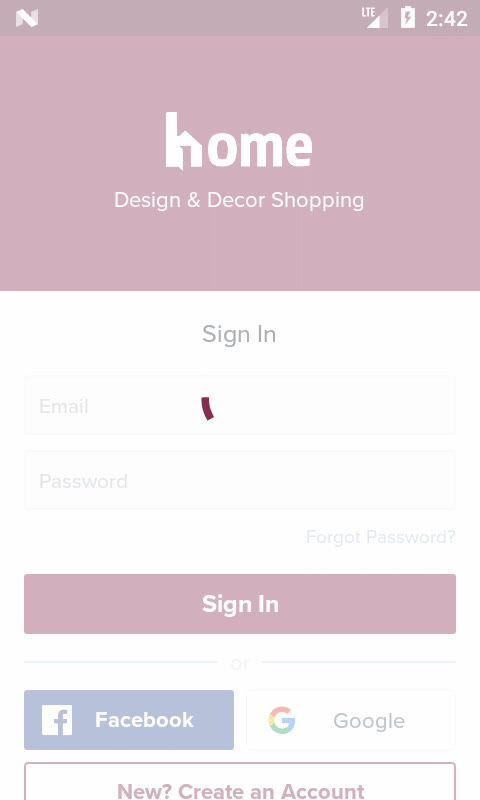 LTE 2:42
home
Design & Decor Shopping
Sign In
Email
Password
Forgot Password?
Sign In
or
Facebook Google
New? Create an Account